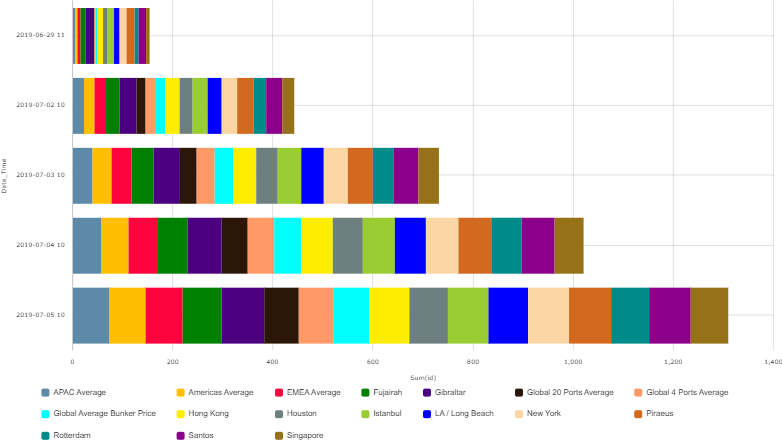 2019-06-29 11
2019-07-02 10
2019-07-03 10
2019-07-04 10
2019-07-05 10
Date_Time
0 200 400 600 800 1,000 1,200 1,400
Sum(id)
APAC Average Americas Average EMEA Average Fujairah Gibraltar Global 20 Ports Average Global 4 Ports Average
Global Average Bunker Price Hong Kong Houston Istanbul LA / Long Beach New York Piraeus
Rotterdam Santos Singapore